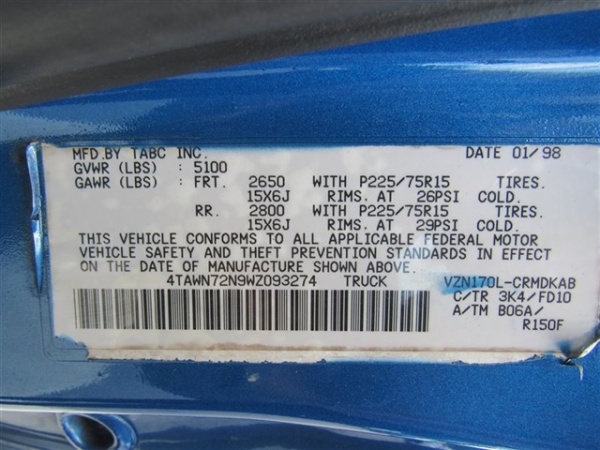 MFD.BY TABC INC. DATE 01/98
GVWR (LBS) : 5100
GAWR (LBS) : FRT. 2650 WITH P225/75R15 TIRES.
15X6J RIMS. AT 26PSI COLD.
RR. 2800 WITH P225/75R15 TIRES.
15X6J RIMS. AT 29PSI COLD.
THIS VEHICLE CONFORMS TO ALL APPLICABLE FEDERAL MOTOR
VEHICLE SAFETY AND THEFT PREVENTION STANDARDS IN EFFECT
ON THE DATE OF MANUFACTURE SHOWN ABOVE.
4TAWN72N9WZ093274 TRUCK VZN170L-CRMDKAB
C/TR 3K4/FD10
A/TM B06A/
R150F